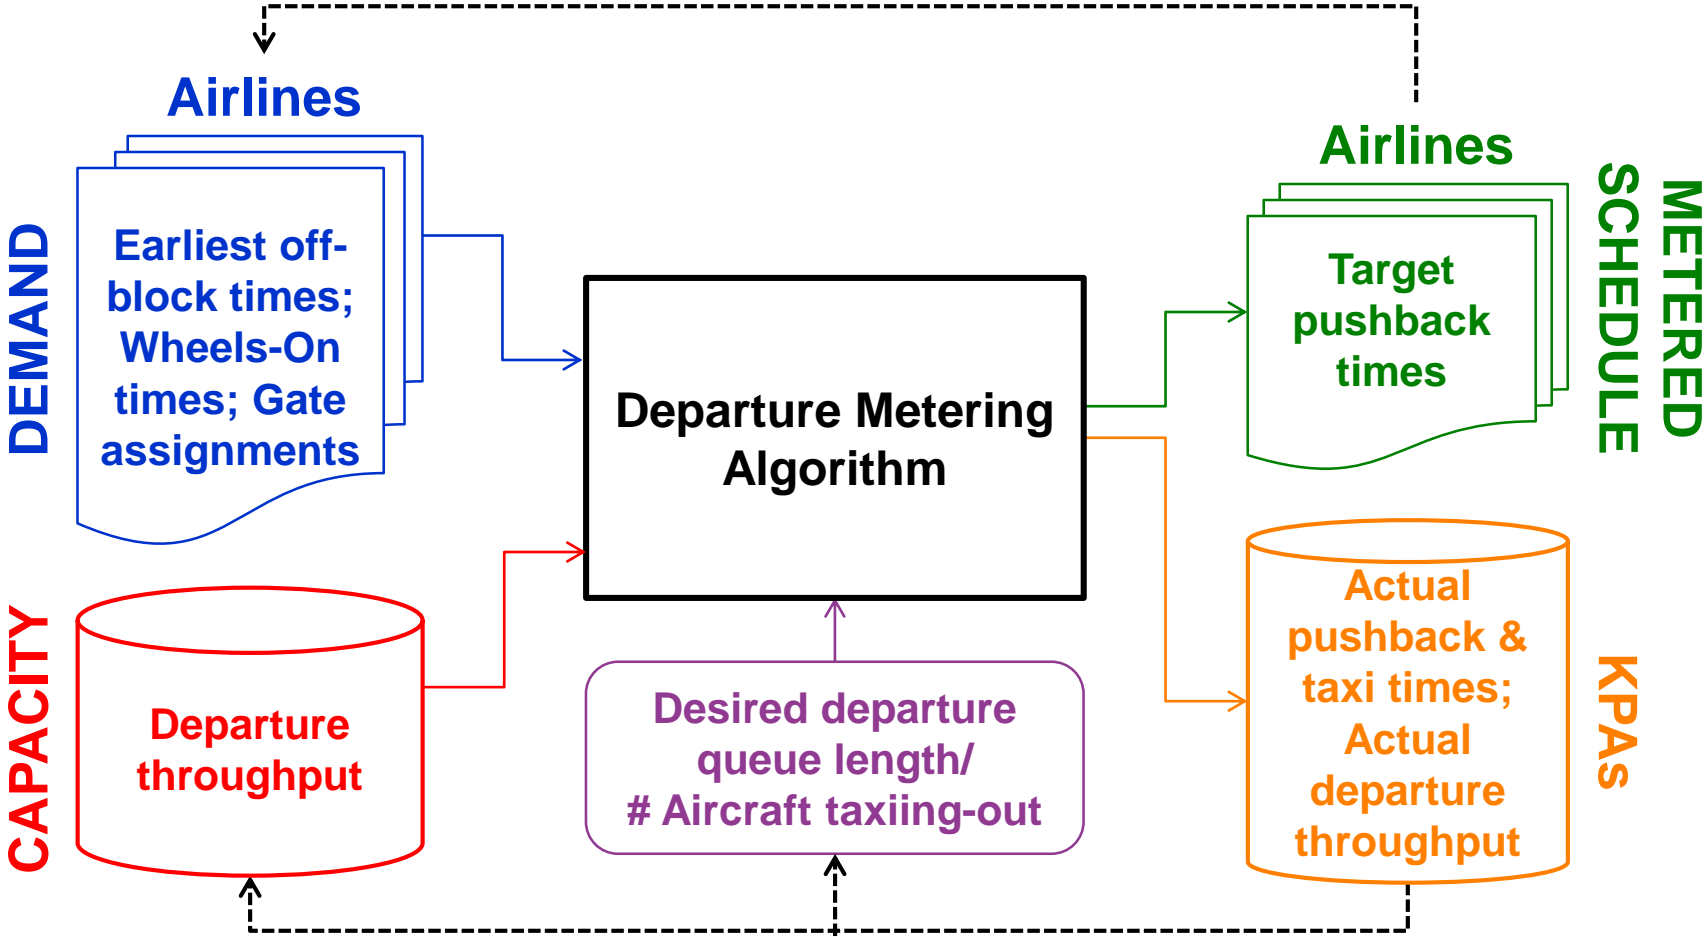 Airlines
DEMAND
Earliest off-
block times;
Wheels-On
times; Gate
assignments
CAPACITY
Departure
throughput
Departure Metering
Algorithm
Desired departure
queue length/
# Aircraft taxiing-out
Airlines
Target
pushback
times
METERED
SCHEDULE
Actual
pushback &
taxi times;
Actual
departure
throughput
KPAs